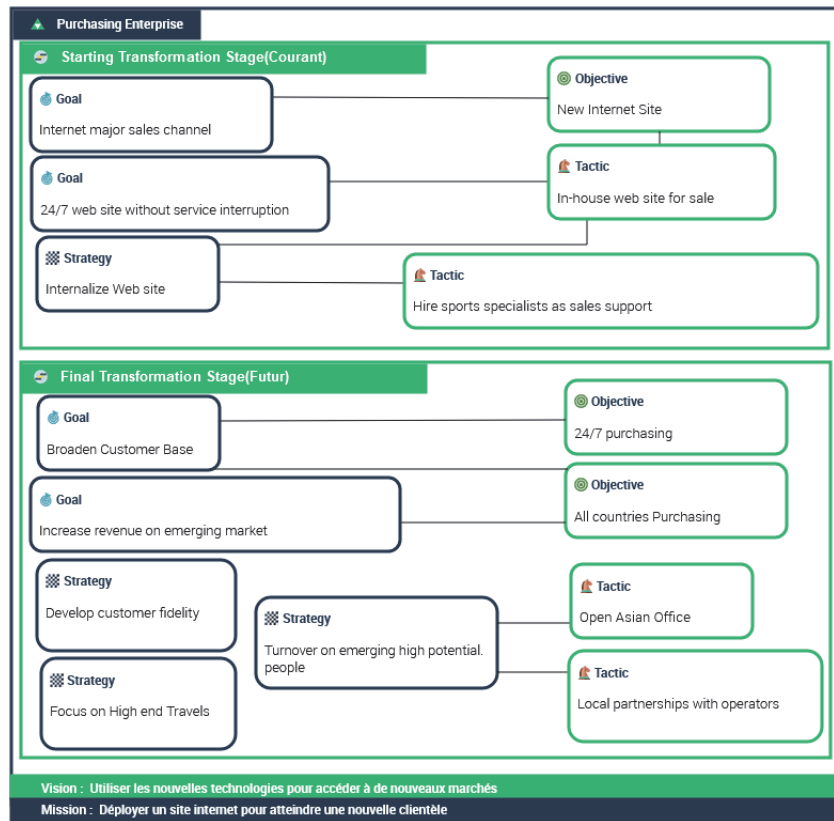 Purchasing Enterprise
Starting Transformation Stage(Courant)
Goal
Internet major sales channel
Objective
New Internet Site
Goal
24/7 web site without service interruption
Tactic
In-house web site for sale
Strategy
Internalize Web site
Tactic
Hire sports specialists as sales support
Final Transformation Stage(Futur)
Goal
Broaden Customer Base
Objective
24/7 purchasing
Goal
Increase revenue on emerging market
Objective
All countries Purchasing
Strategy
Develop customer fidelity
Strategy
Turnover on emerging high potential.
people
Tactic
Open Asian Office
Strategy
Focus on High end Travels
Tactic
Local partnerships with operators
Vision : Utiliser les nouvelles technologies pour accéder à de nouveaux marchés
Mission : Déployer un site internet pour atteindre une nouvelle clientèle